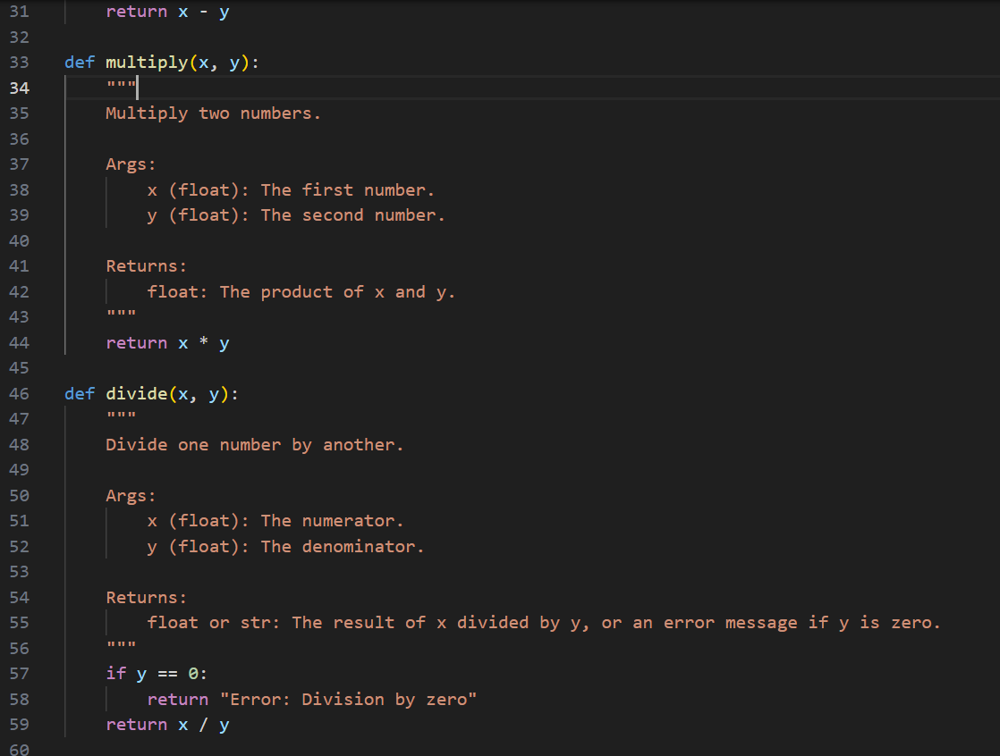 31 return x - y
32
33 def multiply(x, y):
34 """
35 Multiply two numbers.
36
37 Args:
38 x (float): The first number.
39 y (float): The second number.
40
41 Returns:
42 float: The product of x and y.
43 """
44 return x * y
45
46 def divide(x, y):
47 """
48 Divide one number by another.
49
50 Args:
51 x (float): The numerator.
52 y (float): The denominator.
53
54 Returns:
55 float or str: The result of x divided by y, or an error message if y is zero.
56 """
57 if y == 0:
58 return "Error: Division by zero"
59 return x / y
60